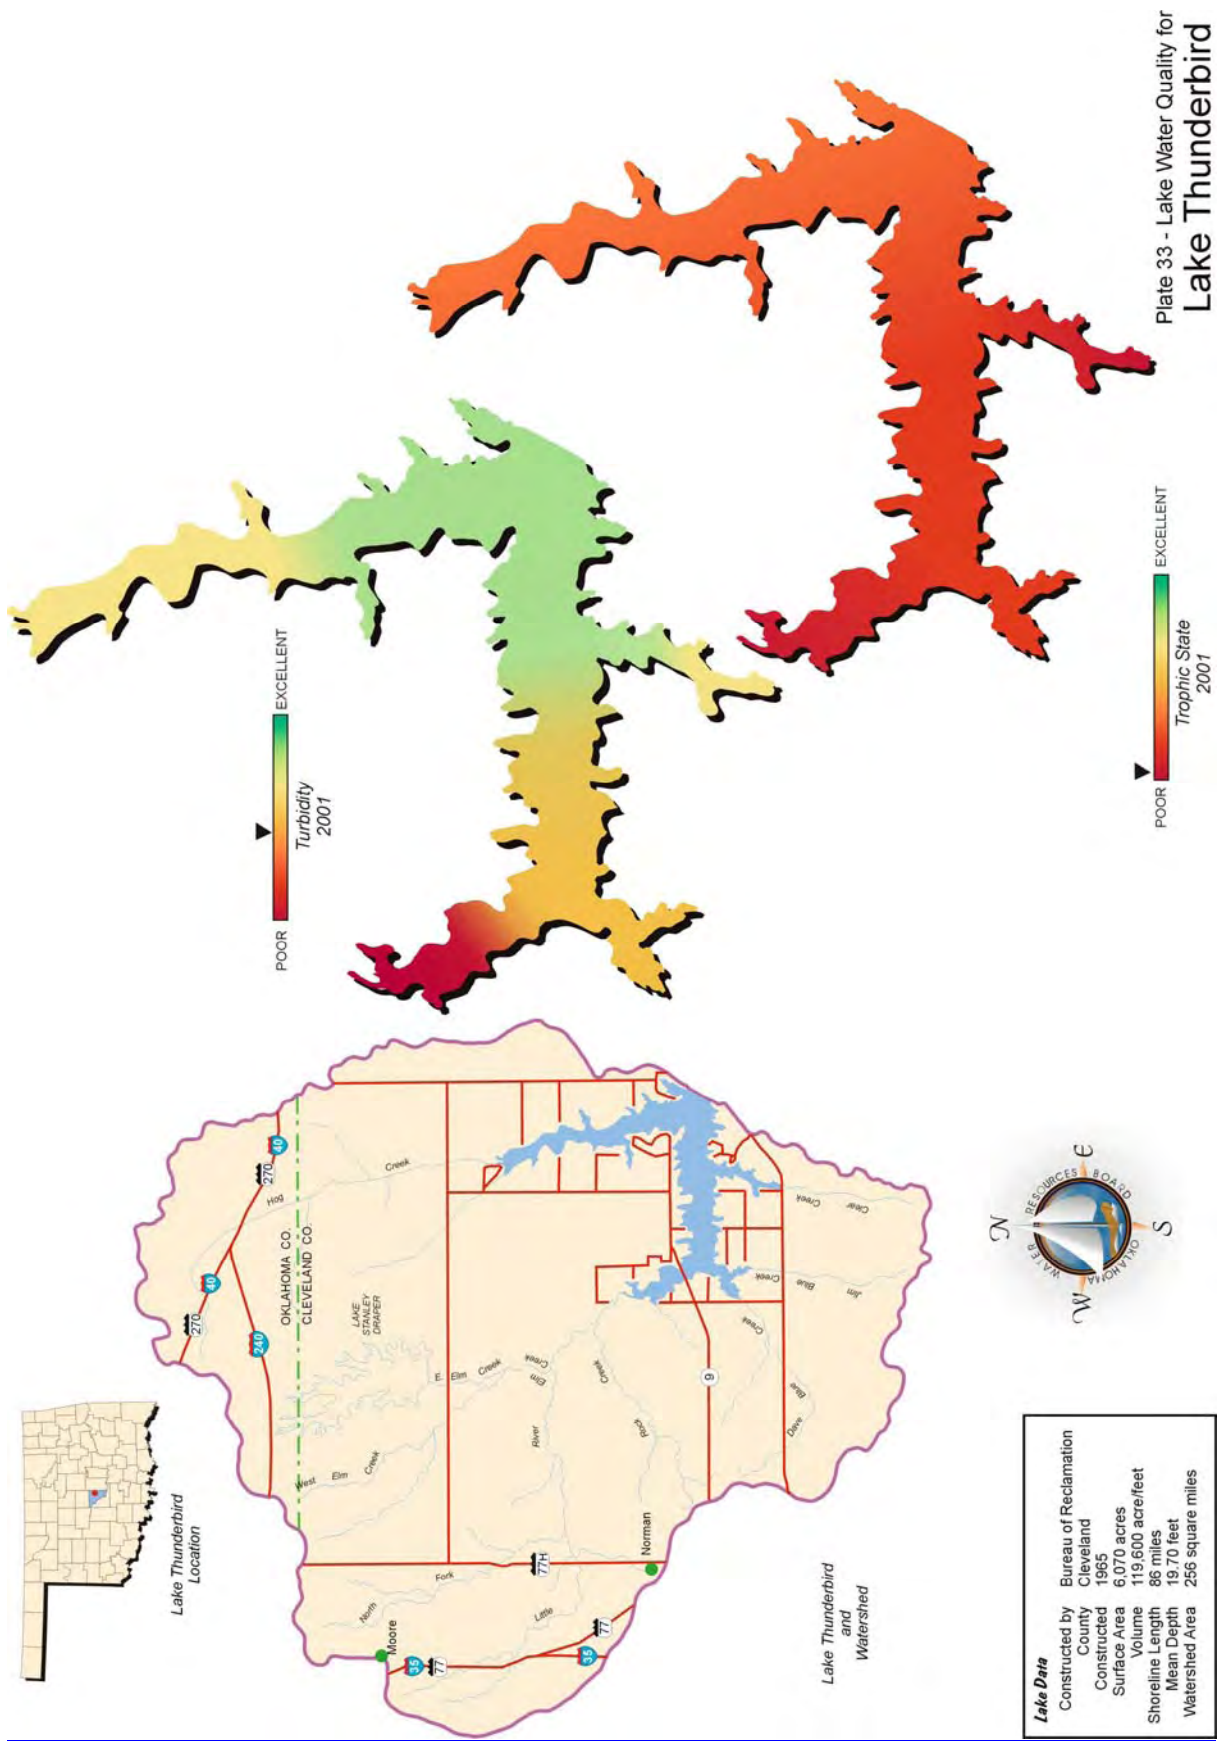 Plate 33 - Lake Water Quality for
Lake Thunderbird
Lake Thunderbird
Location
POOR
EXCELLENT
Turbidity
2001
POOR
EXCELLENT
Trophic State
2001
270
40
270
40
240
OKLAHOMA CO.
CLEVELAND CO.
Hog
Creek
LAKE
STANLEY
DRAPER
West Elm Creek
E. Elm Creek
Elm Creek
North
Fork
Little
River
Rock
Creek
Dave
Blue
Creek
Jim
Blue
Creek
Clear
Creek
9
77H
77
77
35
35
Moore
Norman
Lake Thunderbird
and
Watershed
Lake Data
Constructed by Bureau of Reclamation
County Cleveland
Constructed 1965
Surface Area 6,070 acres
Volume 119,600 acre/feet
Shoreline Length 86 miles
Mean Depth 19.70 feet
Watershed Area 256 square miles
N
W
E
S
OKLAHOMA WATER RESOURCES BOARD